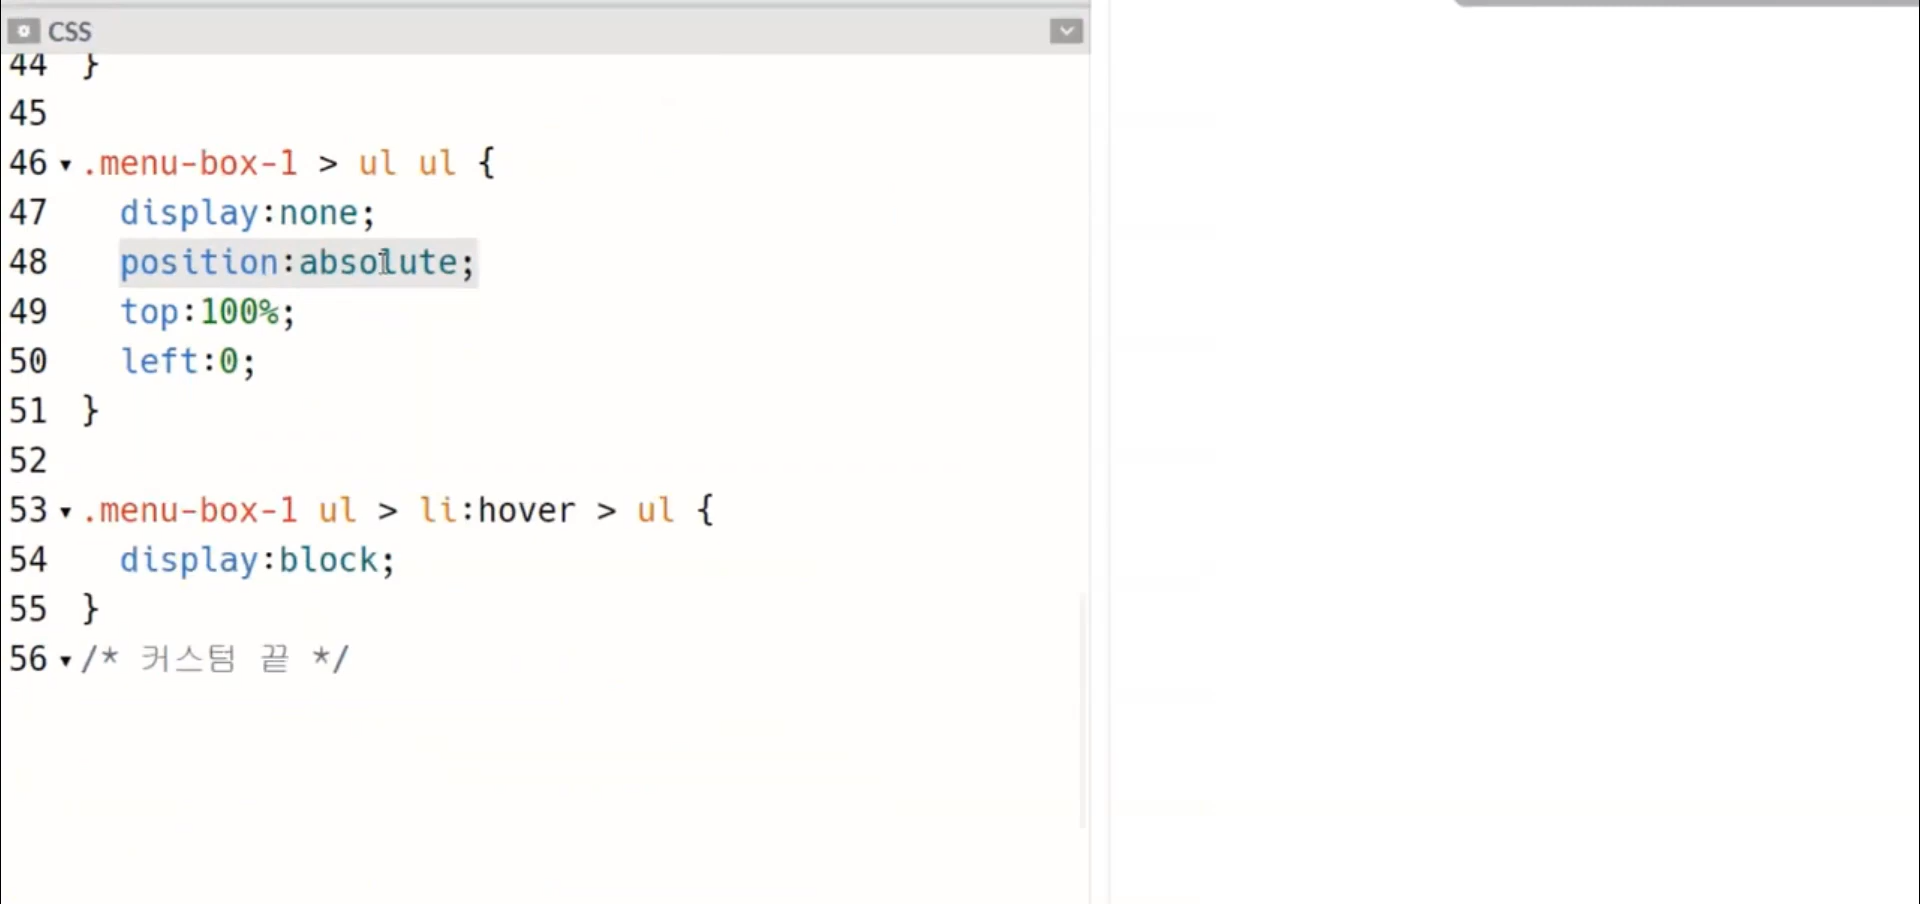 CSS
44 }
45
46 ▾ .menu-box-1 > ul ul {
47 display:none;
48 position:absolute;
49 top:100%;
50 left:0;
51 }
52
53 ▾ .menu-box-1 ul > li:hover > ul {
54 display:block;
55 }
56 ▾ /* 커스텀 끝 */